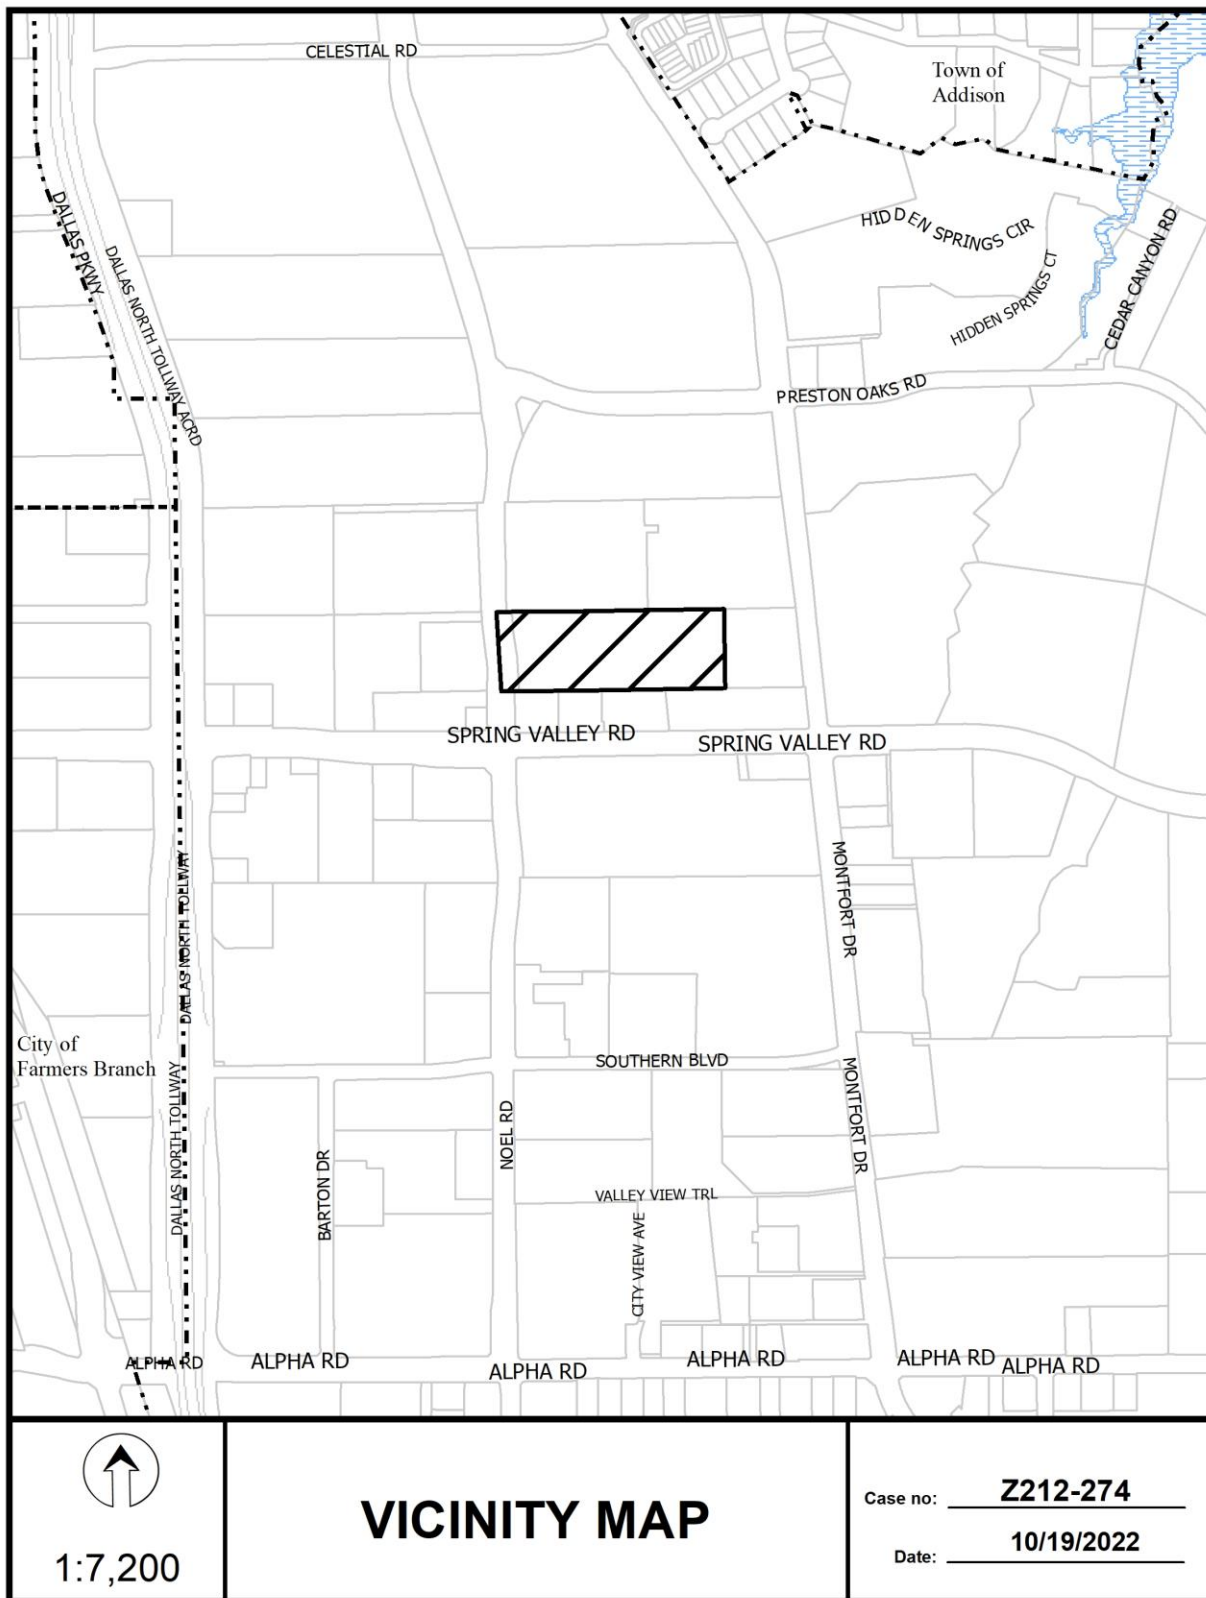 CELESTIAL RD
Town of
Addison
DALLAS PKWY
DALLAS NORTH TOLLWAY ACRD
HIDDEN SPRINGS CIR
HIDDEN SPRINGS CT
CEDAR CANYON RD
PRESTON OAKS RD
SPRING VALLEY RD
SPRING VALLEY RD
DALLAS NORTH TOLLWAY
MONTFORT DR
City of
Farmers Branch
SOUTHERN BLVD
DALLAS NORTH TOLLWAY
BARTON DR
NOEL RD
MONTFORT DR
VALLEY VIEW TRL
CITY VIEW AVE
ALPHA RD
ALPHA RD
ALPHA RD
ALPHA RD
ALPHA RD
ALPHA RD
1:7,200
VICINITY MAP
Case no: Z212-274
Date: 10/19/2022